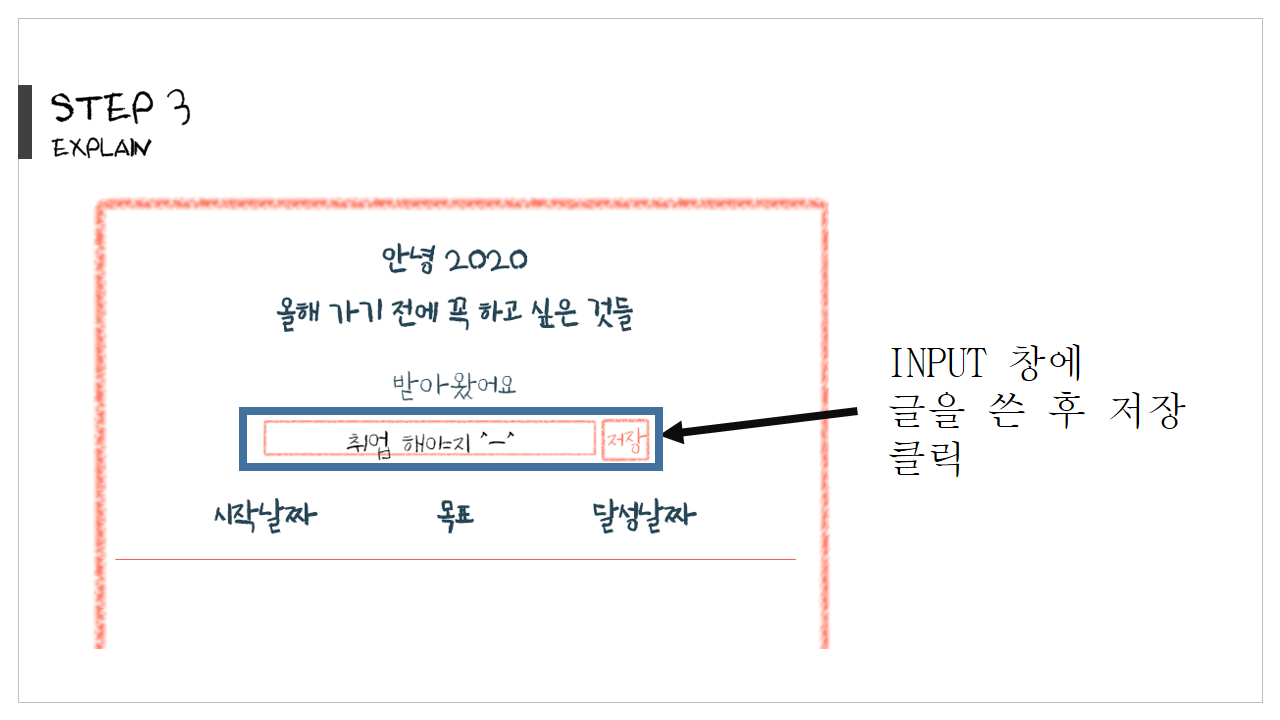 STEP 3
EXPLAIN
안녕 2020
올해 가기 전에 꼭 하고 싶은 것들
받아왔어요
취업 해야지 ^-^ 저장
시작날짜 목표 달성날짜
INPUT 창에
글을 쓴 후 저장
클릭